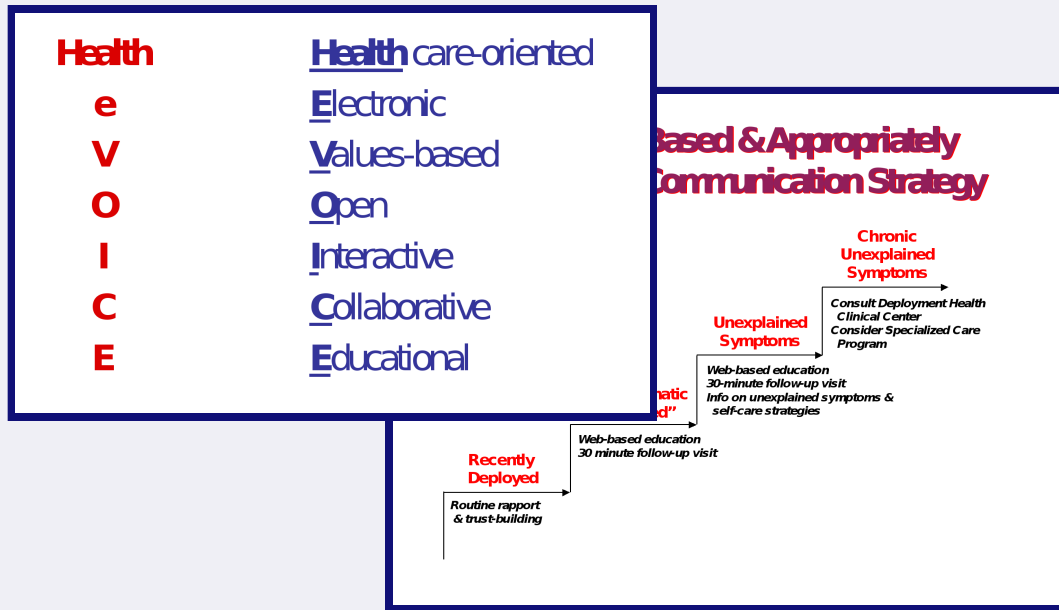 Health Health care-oriented
e Electronic
V Values-based
O Open
I Interactive
C Collaborative
E Educational
Based & Appropriately
Communication Strategy
Chronic
Unexplained
Symptoms
Consult Deployment Health
Clinical Center
Consider Specialized Care
Program
Unexplained
Symptoms
Web-based education
30-minute follow-up visit
Info on unexplained symptoms &
self-care strategies
Web-based education
30 minute follow-up visit
Recently
Deployed
Routine rapport
& trust-building